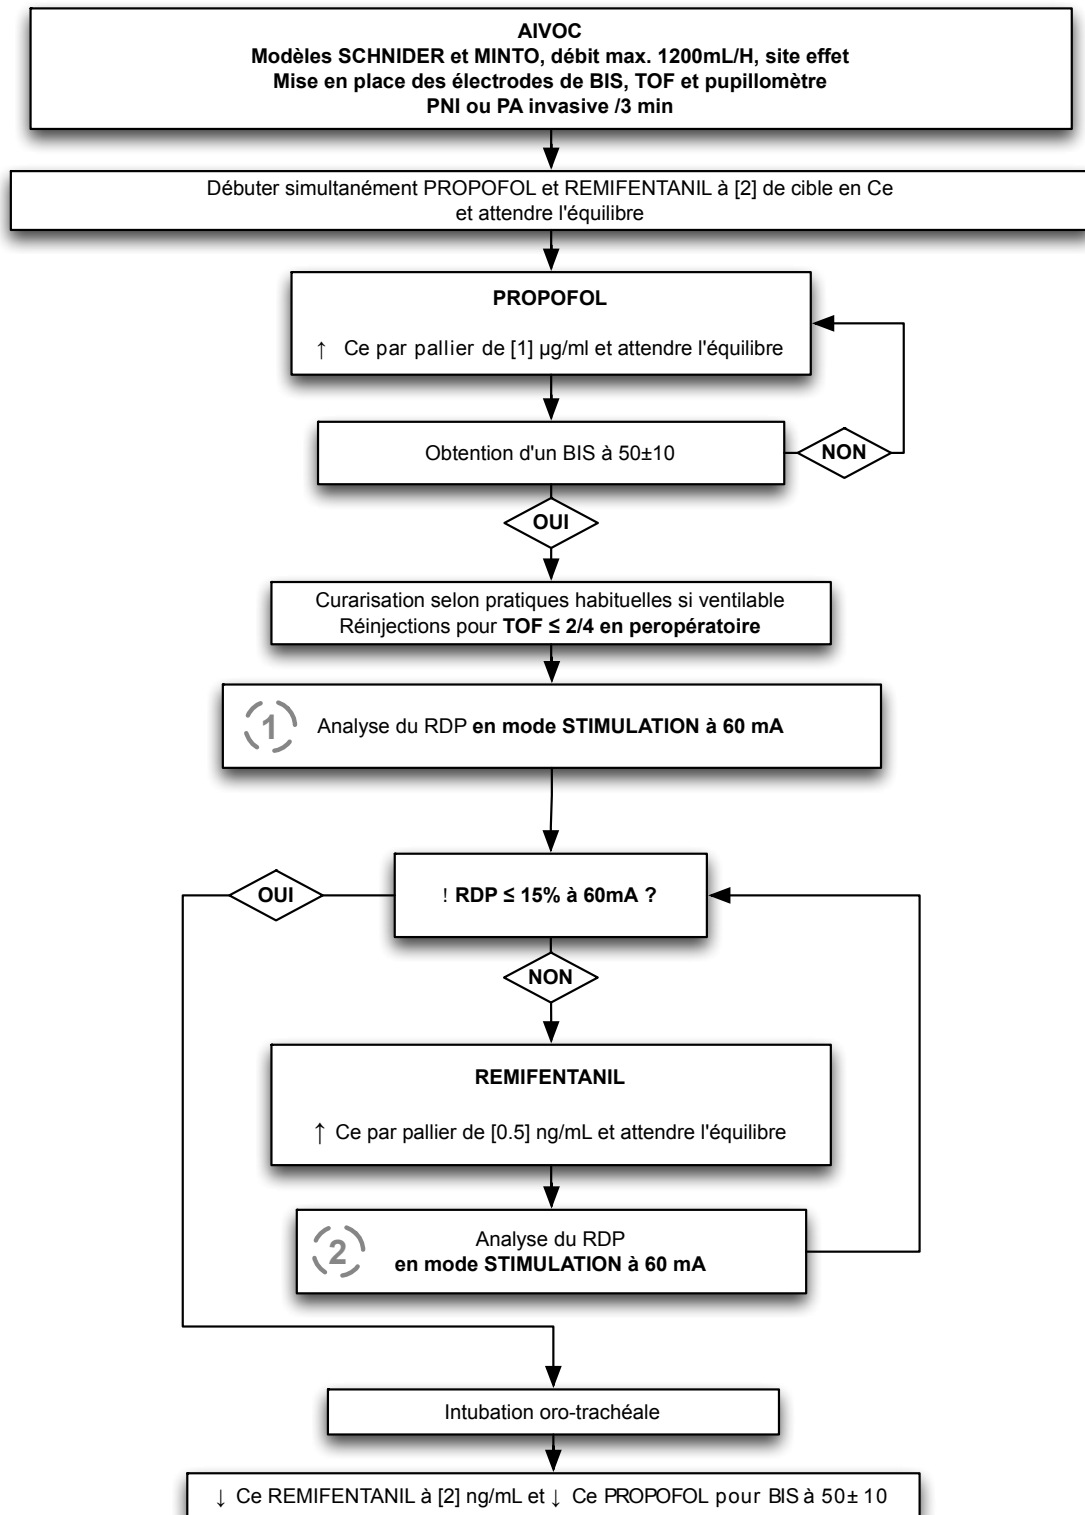 AIVOC
Modèles SCHNIDER et MINTO, débit max. 1200mL/H, site effet
Mise en place des électrodes de BIS, TOF et pupillomètre
PNI ou PA invasive /3 min
Débuter simultanément PROPOFOL et REMIFENTANIL à [2] de cible en Ce
et attendre l'équilibre
PROPOFOL
↑ Ce par pallier de [1] µg/ml et attendre l'équilibre
Obtention d'un BIS à 50±10
NON
OUI
Curarisation selon pratiques habituelles si ventilable
Réinjections pour TOF ≤ 2/4 en peropératoire
1
Analyse du RDP en mode STIMULATION à 60 mA
OUI
! RDP ≤ 15% à 60mA ?
NON
REMIFENTANIL
↑ Ce par pallier de [0.5] ng/mL et attendre l'équilibre
2
Analyse du RDP
en mode STIMULATION à 60 mA
Intubation oro-trachéale
↓ Ce REMIFENTANIL à [2] ng/mL et ↓ Ce PROPOFOL pour BIS à 50± 10